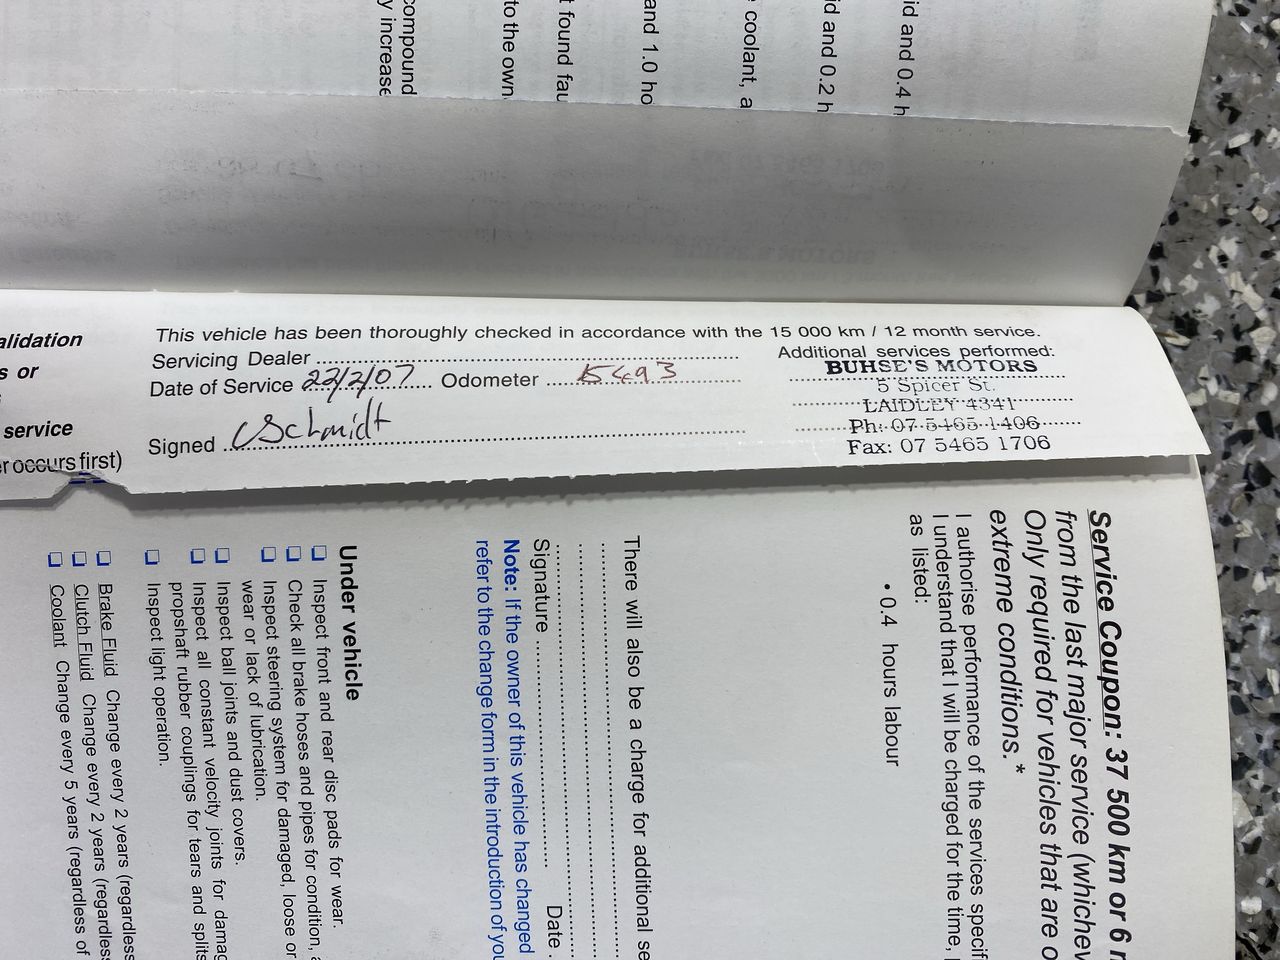 compound
y increase
to the own
t found fau
and 1.0 ho
coolant, a
id and 0.2 h
id and 0.4 h
alidation
s or
service
er occurs first)
This vehicle has been thoroughly checked in accordance with the 15 000 km / 12 month service.
Servicing Dealer
Date of Service 22/2/07 Odometer 15493
Signed CSchmidt
Additional services performed:
BUHSE'S MOTORS
5 Spicer St.
LAIDLEY 4341
Ph: 07 5465 1406
Fax: 07 5465 1706
Service Coupon: 37 500 km or 6 m
from the last major service (whichev
Only required for vehicles that are o
extreme conditions.*
I authorise performance of the services specifi
I understand that I will be charged for the time,
as listed:
• 0.4 hours labour
There will also be a charge for additional se
Signature Date
Note: If the owner of this vehicle has changed
refer to the change form in the introduction of you
Under vehicle
❑ Inspect front and rear disc pads for wear.
❑ Check all brake hoses and pipes for condition,
❑ Inspect steering system for damaged, loose or
wear or lack of lubrication.
❑ Inspect ball joints and dust covers.
❑ Inspect all constant velocity joints for damag
propshaft rubber couplings for tears and splits
❑ Inspect light operation.
❑ Brake Fluid Change every 2 years (regardless
❑ Clutch Fluid Change every 2 years (regardless
❑ Coolant Change every 5 years (regardless of